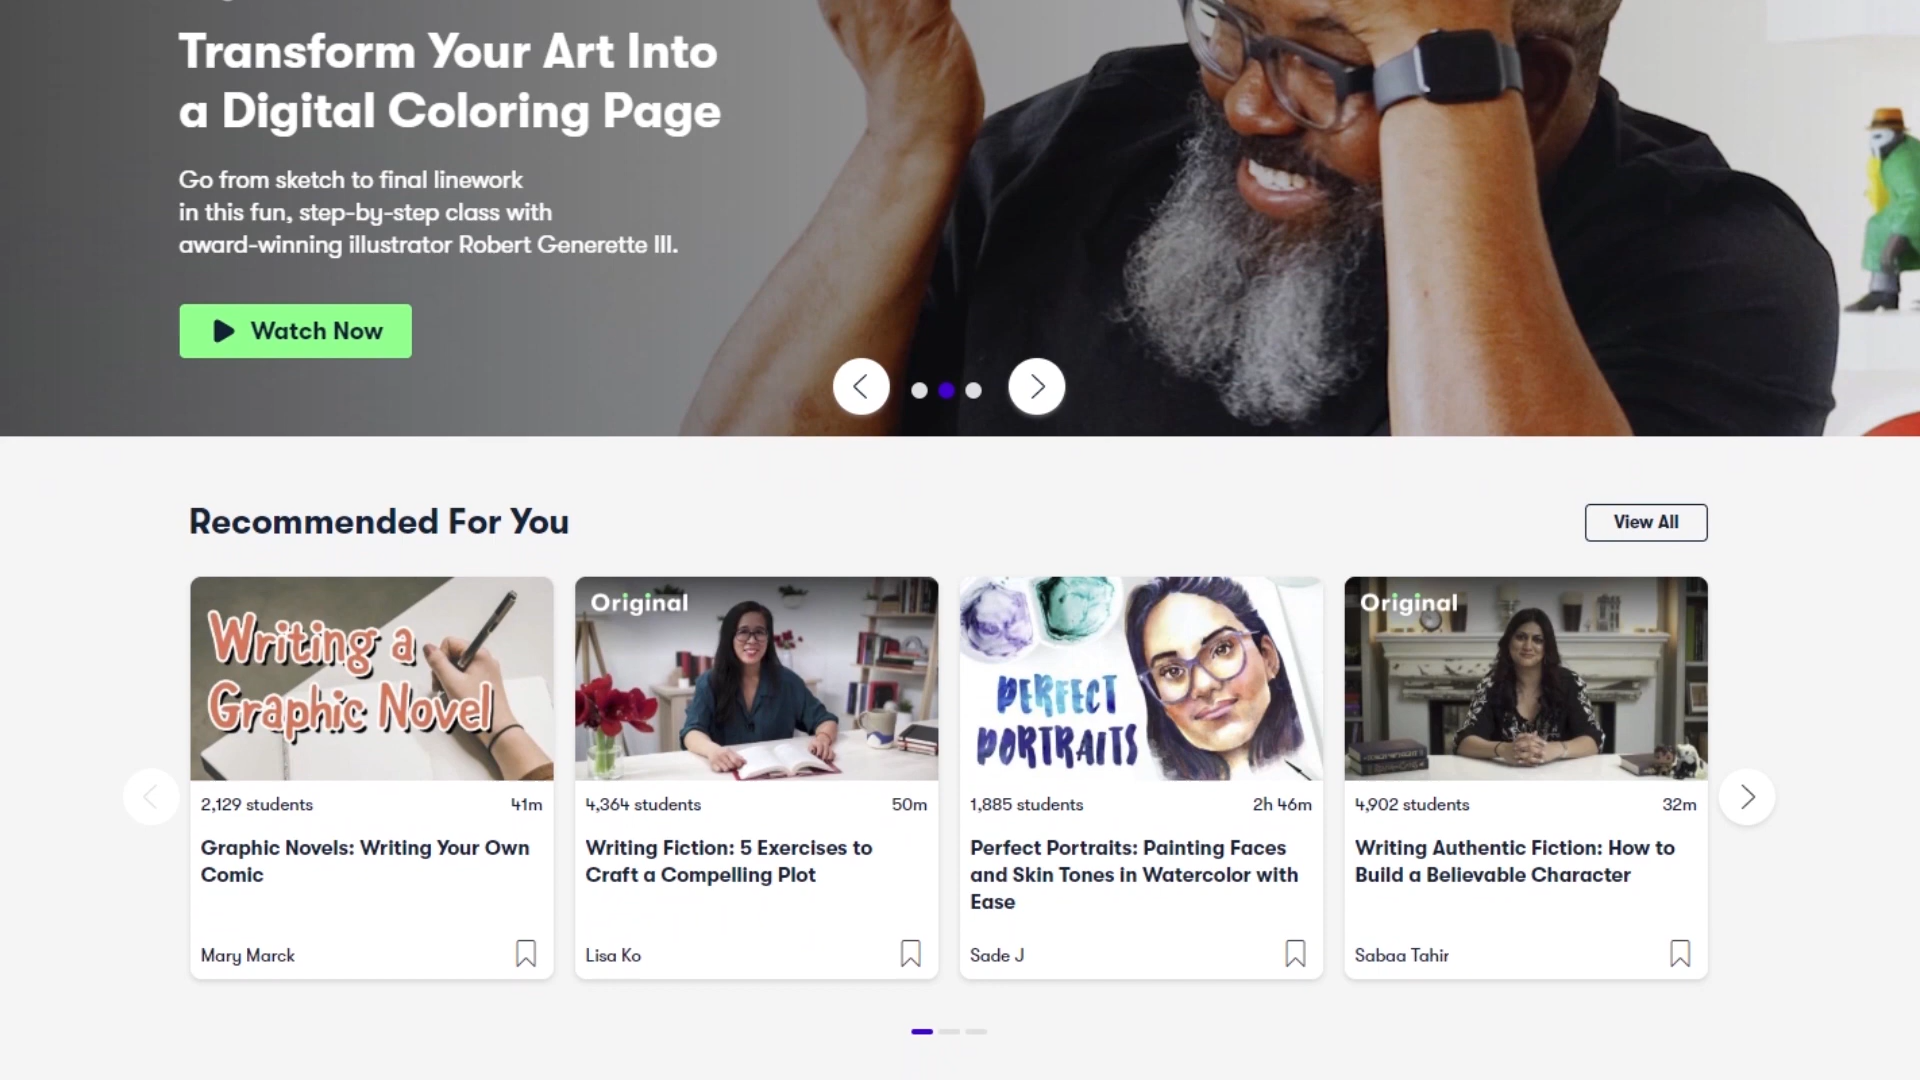 Transform Your Art Into
a Digital Coloring Page
Go from sketch to final linework
in this fun, step-by-step class with
award-winning illustrator Robert Generette III.
Watch Now
Recommended For You
View All
Writing a
Graphic Novel
2,129 students 41m
Graphic Novels: Writing Your Own
Comic
Mary Marck
Original
4,364 students 50m
Writing Fiction: 5 Exercises to
Craft a Compelling Plot
Lisa Ko
PERFECT
PORTRAITS
1,885 students 2h 46m
Perfect Portraits: Painting Faces
and Skin Tones in Watercolor with
Ease
Sade J
Original
4,902 students 32m
Writing Authentic Fiction: How to
Build a Believable Character
Sabaa Tahir